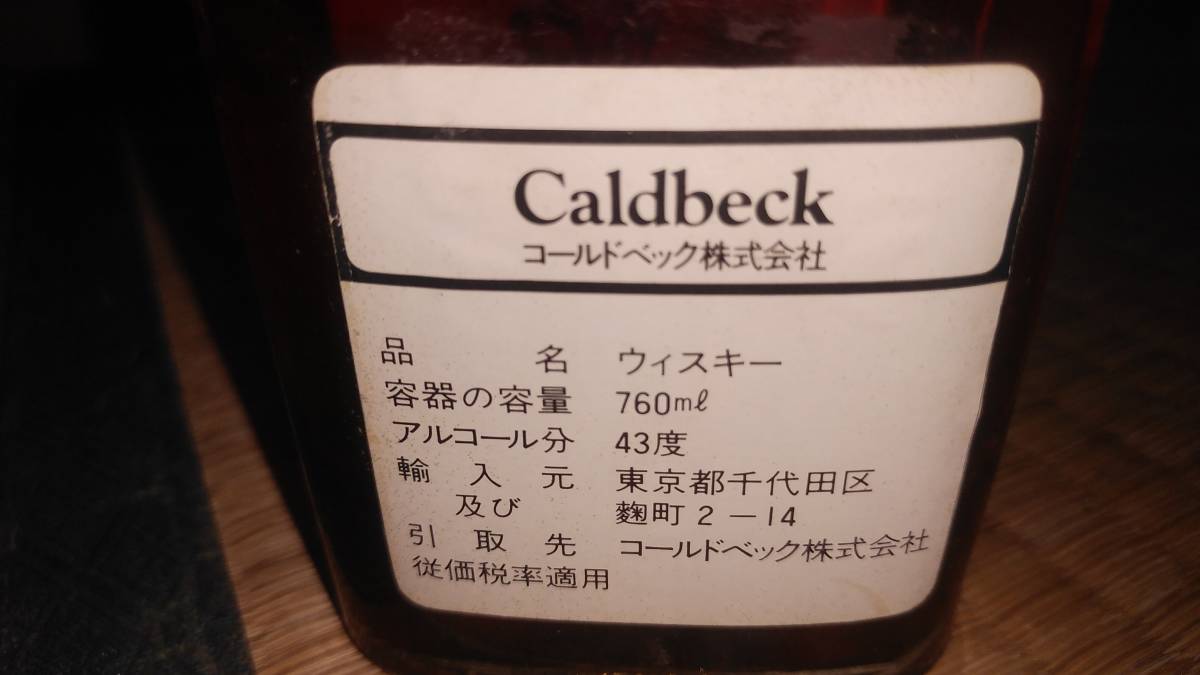 Caldbeck
コールドベック株式会社
品名 ウィスキー
容器の容量 760mℓ
アルコール分 43度
輸入元 東京都千代田区
及び 麴町2-14
引取先 コールドベック株式会社
従価税率適用